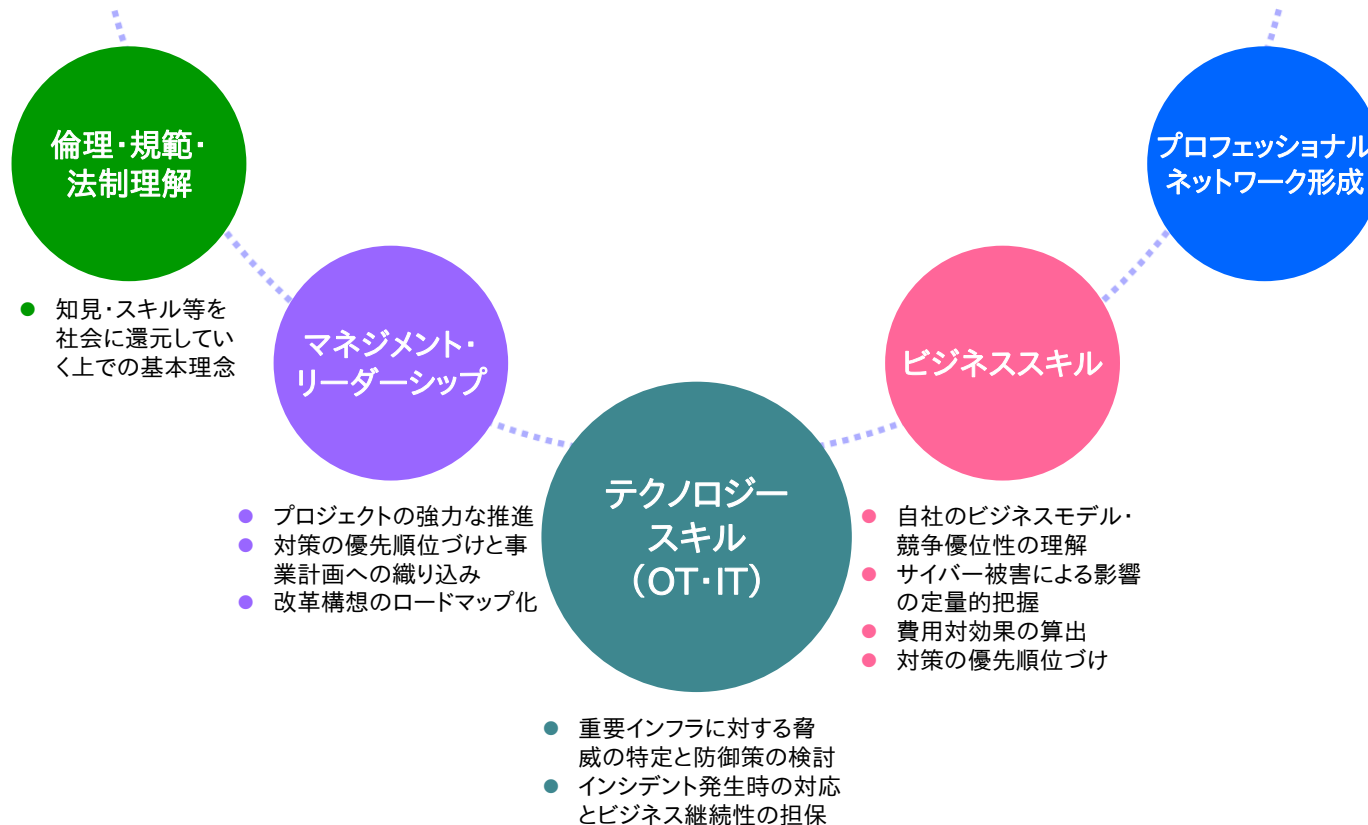 倫理・規範・
法制理解
● 知見・スキル等を
社会に還元してい
く上での基本理念
マネジメント・
リーダーシップ
● プロジェクトの強力な推進
● 対策の優先順位づけと事
業計画への織り込み
● 改革構想のロードマップ化
テクノロジー
スキル
（OT・IT）
● 重要インフラに対する脅
威の特定と防御策の検討
● インシデント発生時の対応
とビジネス継続性の担保
ビジネススキル
● 自社のビジネスモデル・
競争優位性の理解
● サイバー被害による影響
の定量的把握
● 費用対効果の算出
● 対策の優先順位づけ
プロフェッショナル
ネットワーク形成